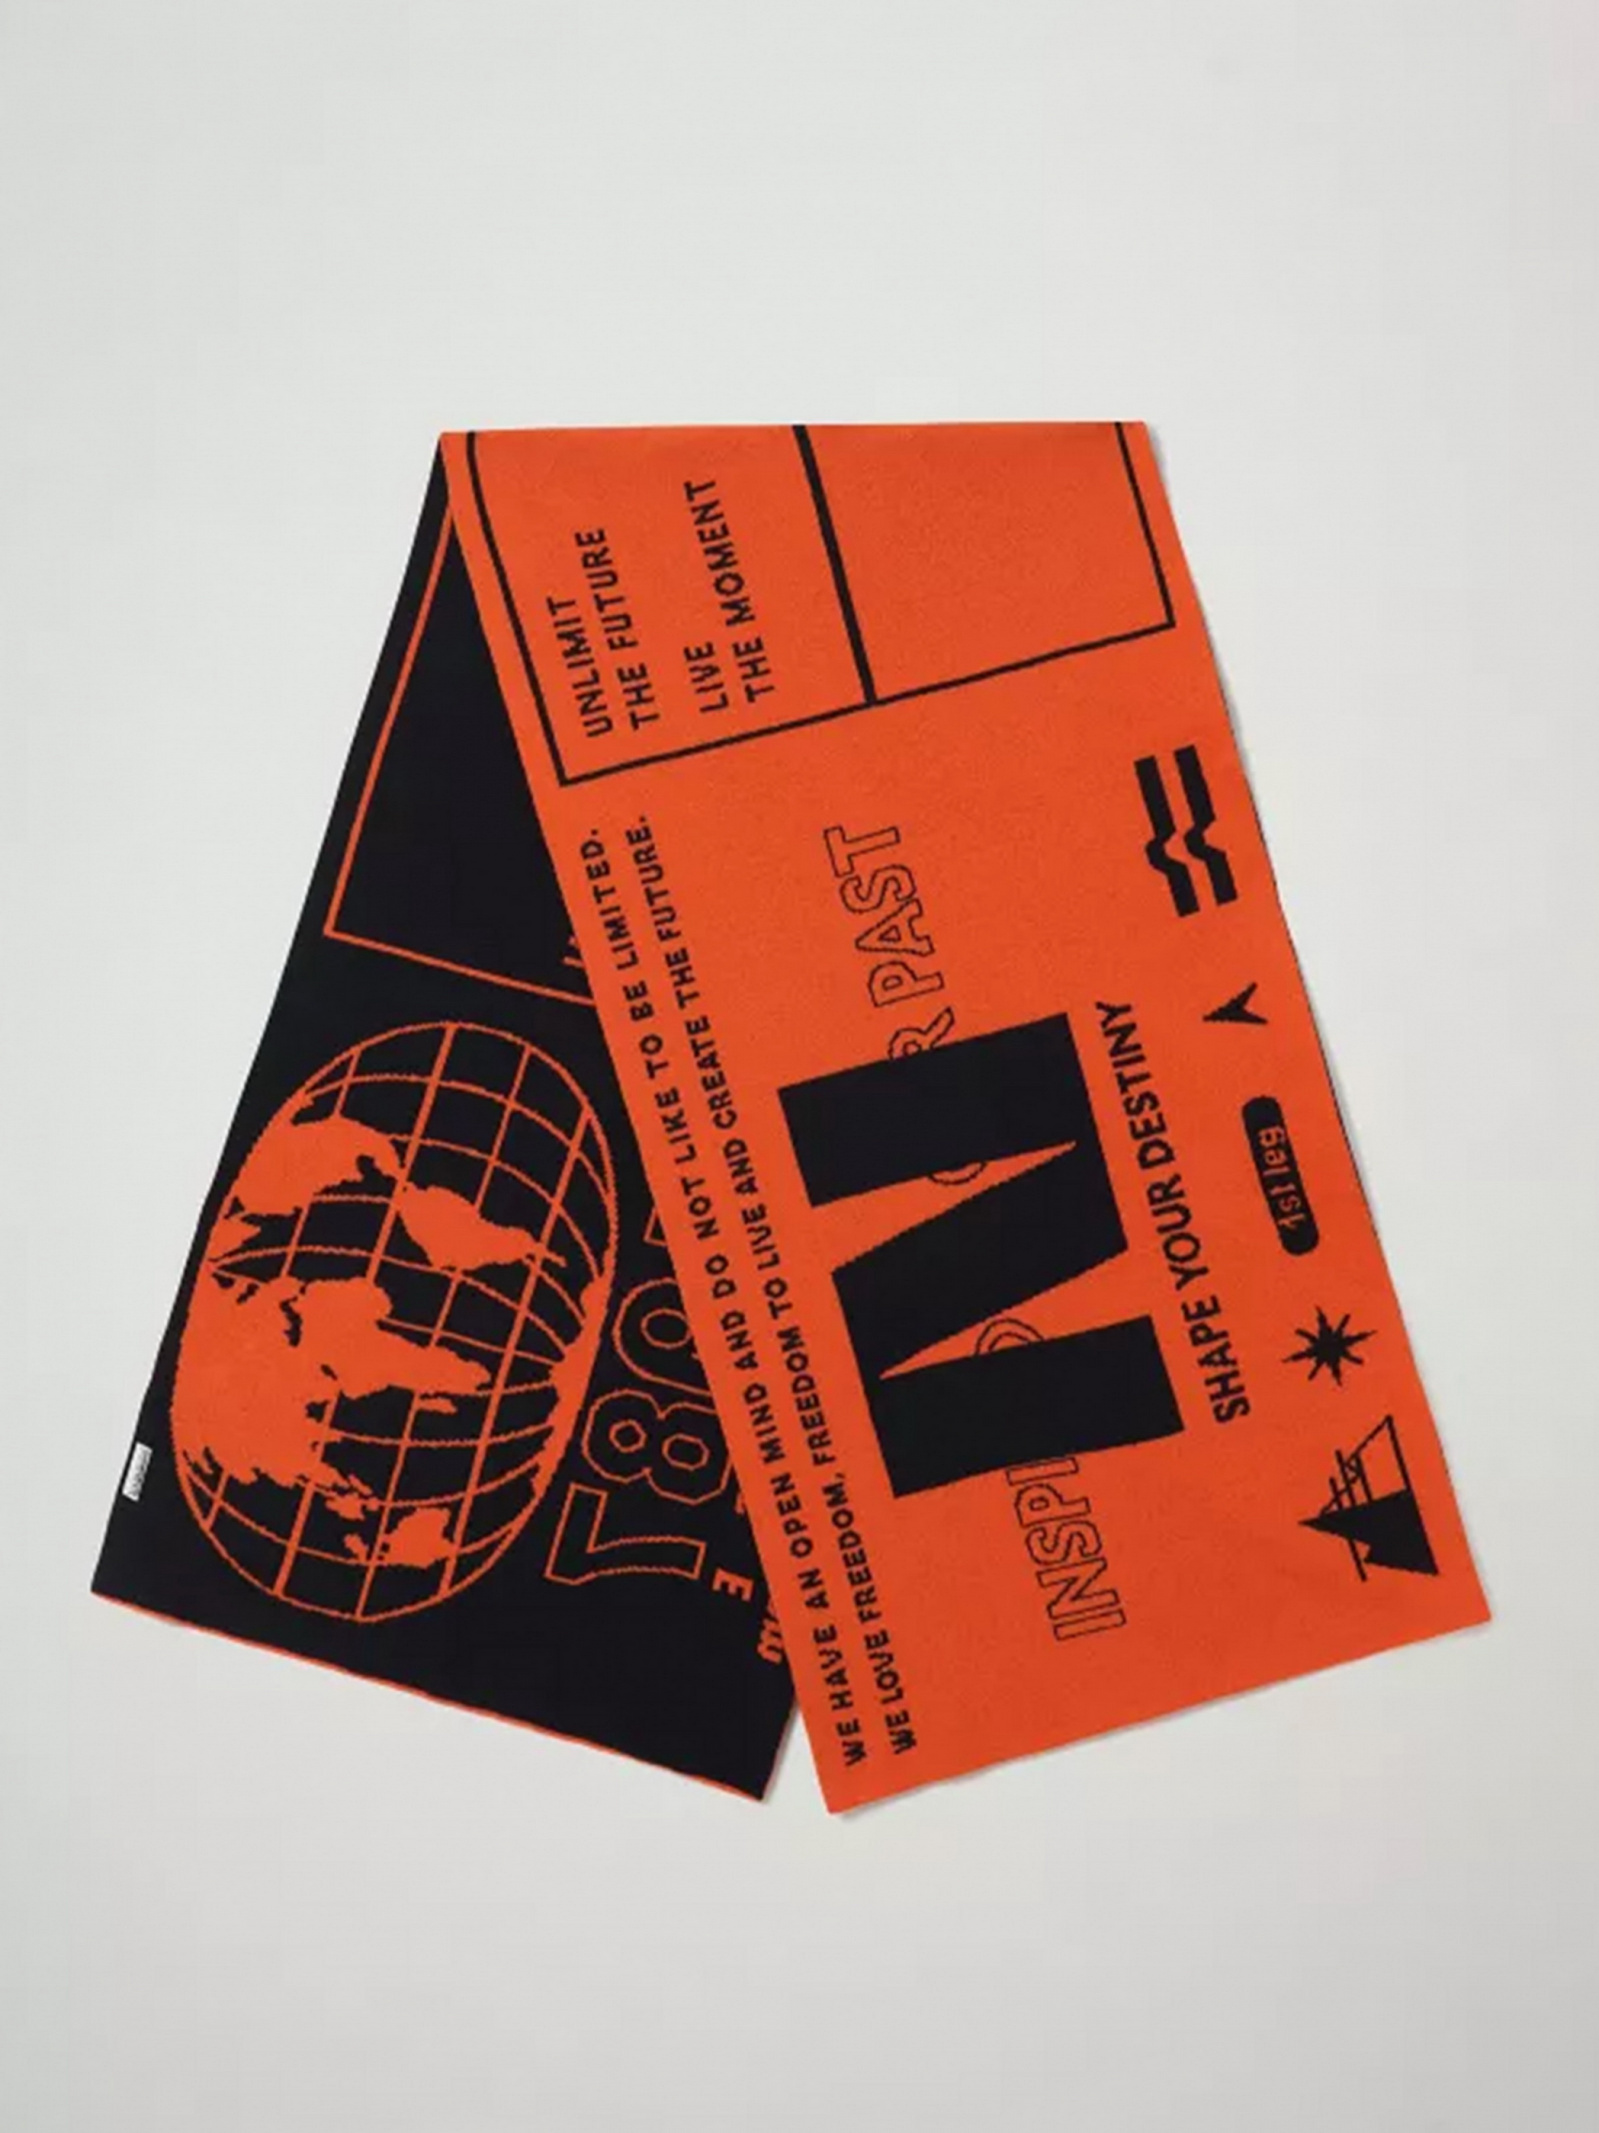 UNLIMIT
THE FUTURE
LIVE
THE MOMENT
WE HAVE AN OPEN MIND AND DO NOT LIKE TO BE LIMITED.
WE LOVE FREEDOM, FREEDOM TO LIVE AND CREATE THE FUTURE.
PAST
SHAPE YOUR DESTINY
1st leg